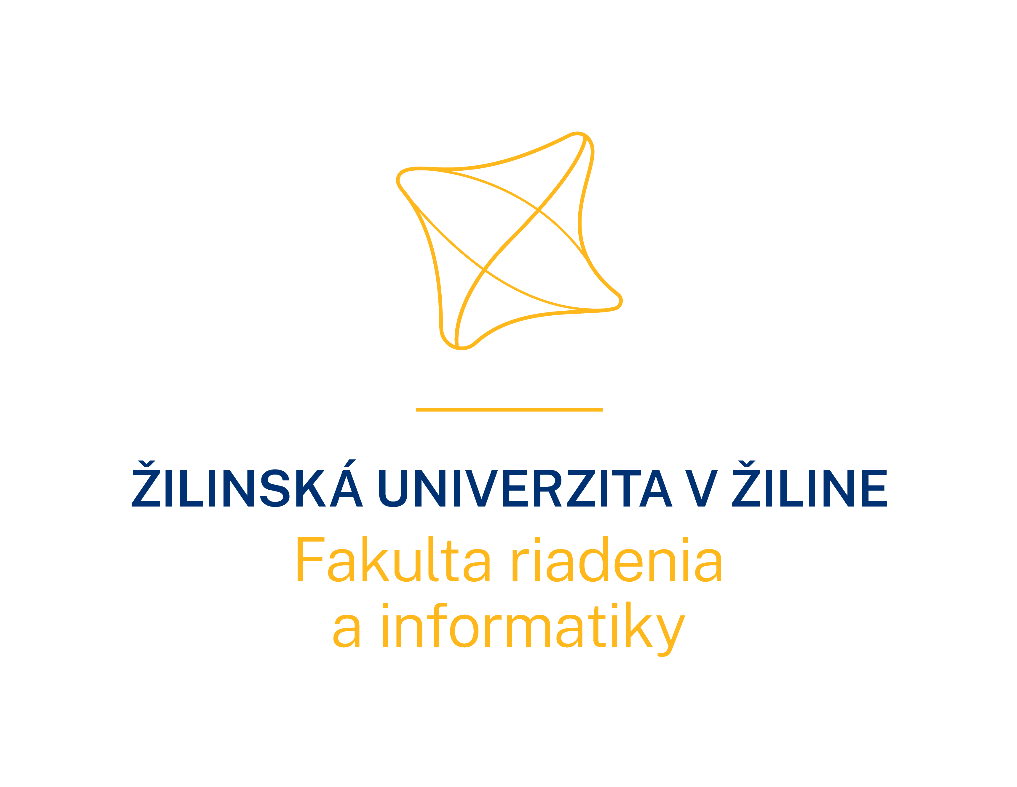 ŽILINSKÁ UNIVERZITA V ŽILINE
Fakulta riadenia
a informatiky